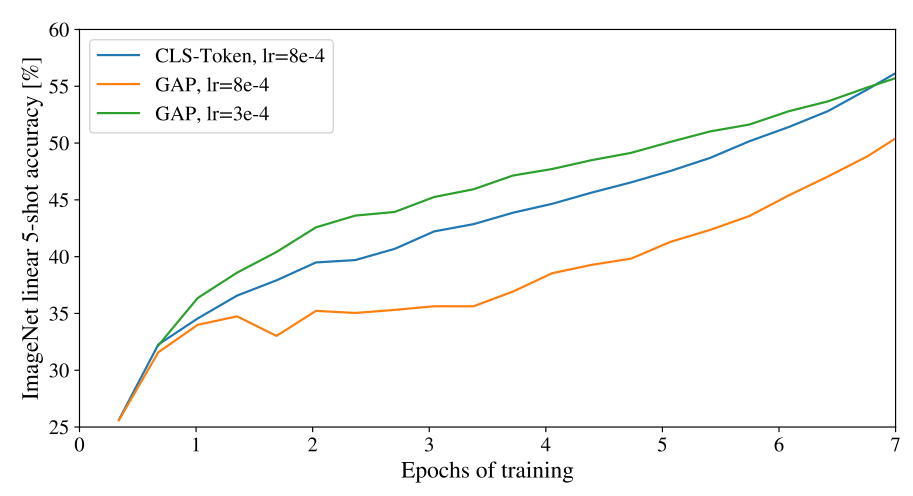 60
55
50
45
40
35
30
25
ImageNet linear 5-shot accuracy [%]
CLS-Token, lr=8e-4
GAP, lr=8e-4
GAP, lr=3e-4
0 1 2 3 4 5 6 7
Epochs of training